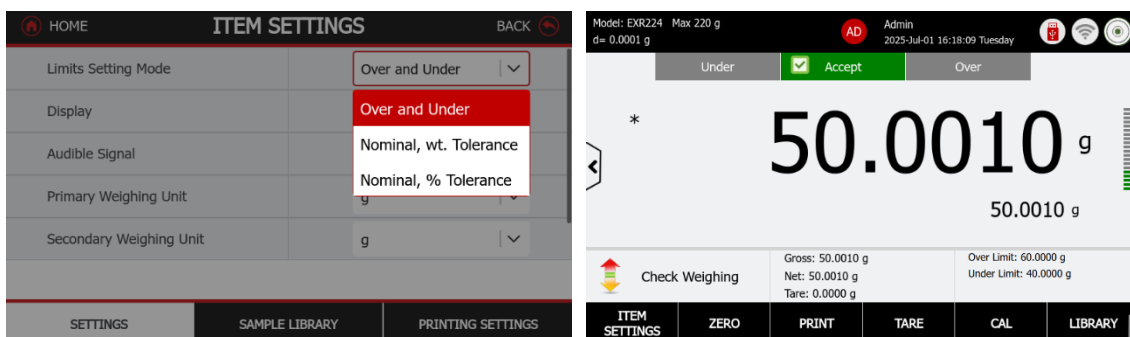 HOME
ITEM SETTINGS
BACK
Limits Setting Mode
Over and Under
Display
Over and Under
Audible Signal
Nominal, wt. Tolerance
Nominal, % Tolerance
Primary Weighing Unit
g
Secondary Weighing Unit
g
SETTINGS
SAMPLE LIBRARY
PRINTING SETTINGS
Model: EXR224 Max 220 g
d= 0.0001 g
AD
Admin
2025-Jul-01 16:18:09 Tuesday
Under
Accept
Over
*
50.0010 g
50.0010 g
Check Weighing
Gross: 50.0010 g
Net: 50.0010 g
Tare: 0.0000 g
Over Limit: 60.0000 g
Under Limit: 40.0000 g
ITEM
SETTINGS
ZERO
PRINT
TARE
CAL
LIBRARY